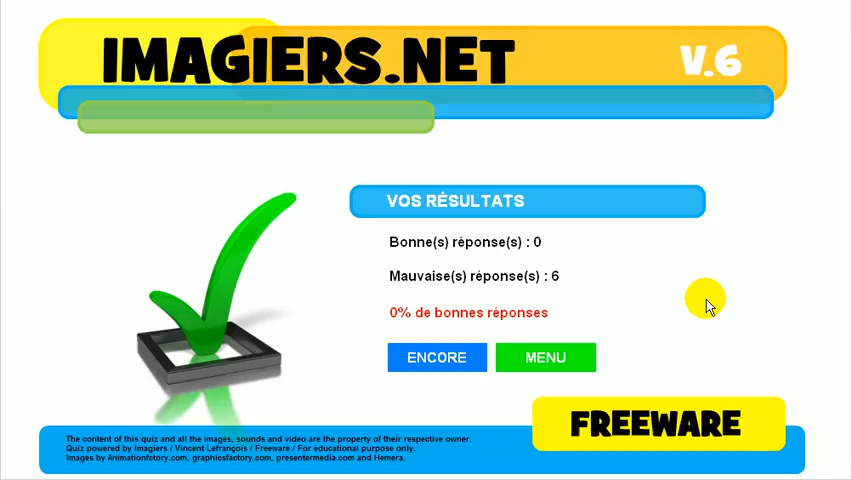 IMAGIERS.NET
V.6
VOS RÉSULTATS
Bonne(s) réponse(s) : 0
Mauvaise(s) réponse(s) : 6
0% de bonnes réponses
ENCORE
MENU
FREEWARE
The content of this quiz and all the images, sounds and video are the property of their respective owner.
Quiz powered by Imagiers / Vincent Lefrançois / Freeware / For educational purpose only.
Images by Animationfctory.com, graphicsfactory.com, presentermedia.com and Hemera.